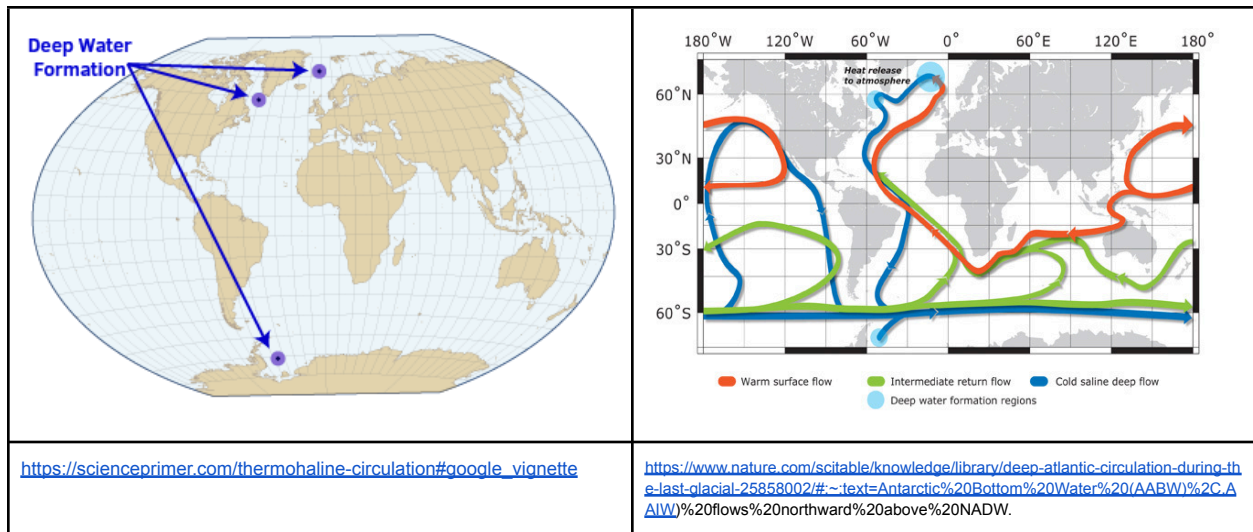 Deep Water
Formation
180°W 120°W 60°W 0° 60°E 120°E 180°
Heat release
to atmosphere
60°N
30°N
0°
30°S
60°S
Warm surface flow
Intermediate return flow
Cold saline deep flow
Deep water formation regions
https://scienceprimer.com/thermohaline-circulation#google_vignette
https://www.nature.com/scitable/knowledge/library/deep-atlantic-circulation-during-th
e-last-glacial-25858002/#:~:text=Antarctic%20Bottom%20Water%20(AABW)%2C,A
AIW)%20flows%20northward%20above%20NADW.